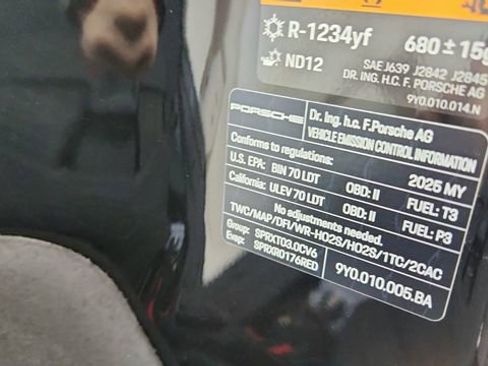 R-1234yf 680 ± 15g
ND12
SAE J639 J2842 J2845
DR. ING. H.C. F. PORSCHE AG
9Y0.010.014.N
PORSCHE
Dr. Ing. h.c. F.Porsche AG
VEHICLE EMISSION CONTROL INFORMATION
Conforms to regulations: 2025 MY
U.S. EPA: BIN 70 LDT OBD: II FUEL: T3
California: ULEV 70 LDT OBD: II FUEL: P3
No adjustments needed.
TWC/MAP/DFI/WR-HO2S/HO2S/1TC/2CAC
Group: SPRXT03.0CV6
Evap: SPRXR0176RED
9Y0.010.005.BA